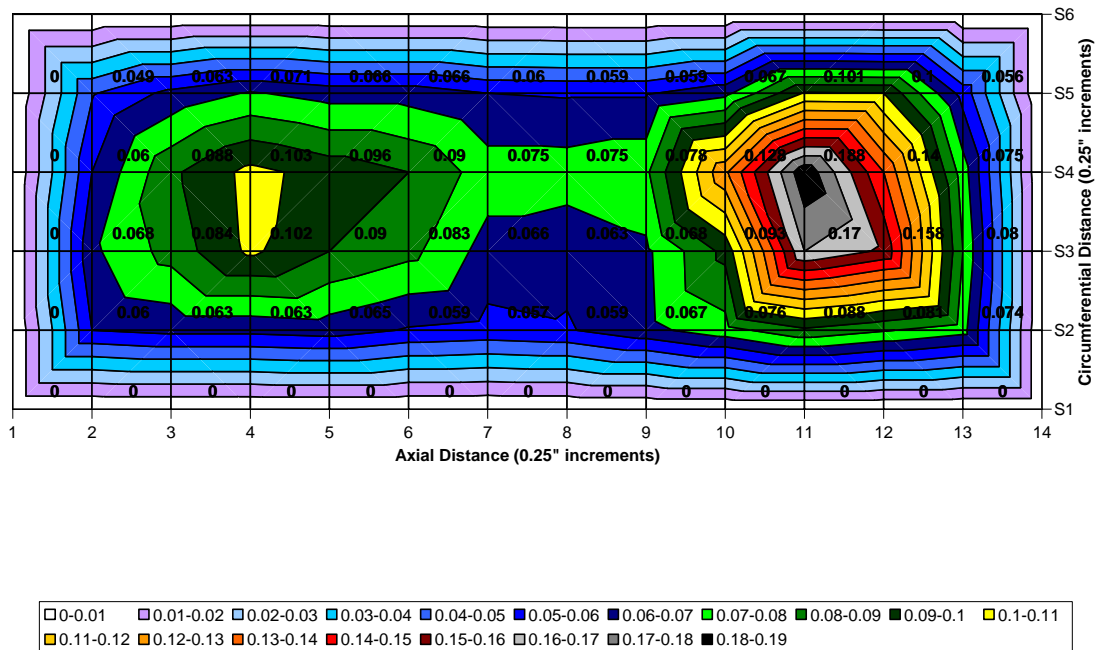 S6
0 0.049 0.063 0.071 0.066 0.066 0.06 0.059 0.059 0.067 0.101 0.1 0.056
S5
0 0.06 0.088 0.103 0.096 0.09 0.075 0.075 0.078 0.128 0.188 0.14 0.075
S4
0 0.068 0.084 0.102 0.09 0.083 0.066 0.063 0.068 0.093 0.17 0.158 0.08
S3
0 0.06 0.063 0.063 0.065 0.059 0.057 0.059 0.067 0.076 0.088 0.081 0.074
S2
0 0 0 0 0 0 0 0 0 0 0 0 0
S1
Circumferential Distance (0.25" increments)
1 2 3 4 5 6 7 8 9 10 11 12 13 14
Axial Distance (0.25" increments)
0-0.01 0.01-0.02 0.02-0.03 0.03-0.04 0.04-0.05 0.05-0.06 0.06-0.07 0.07-0.08 0.08-0.09 0.09-0.1 0.1-0.11
0.11-0.12 0.12-0.13 0.13-0.14 0.14-0.15 0.15-0.16 0.16-0.17 0.17-0.18 0.18-0.19